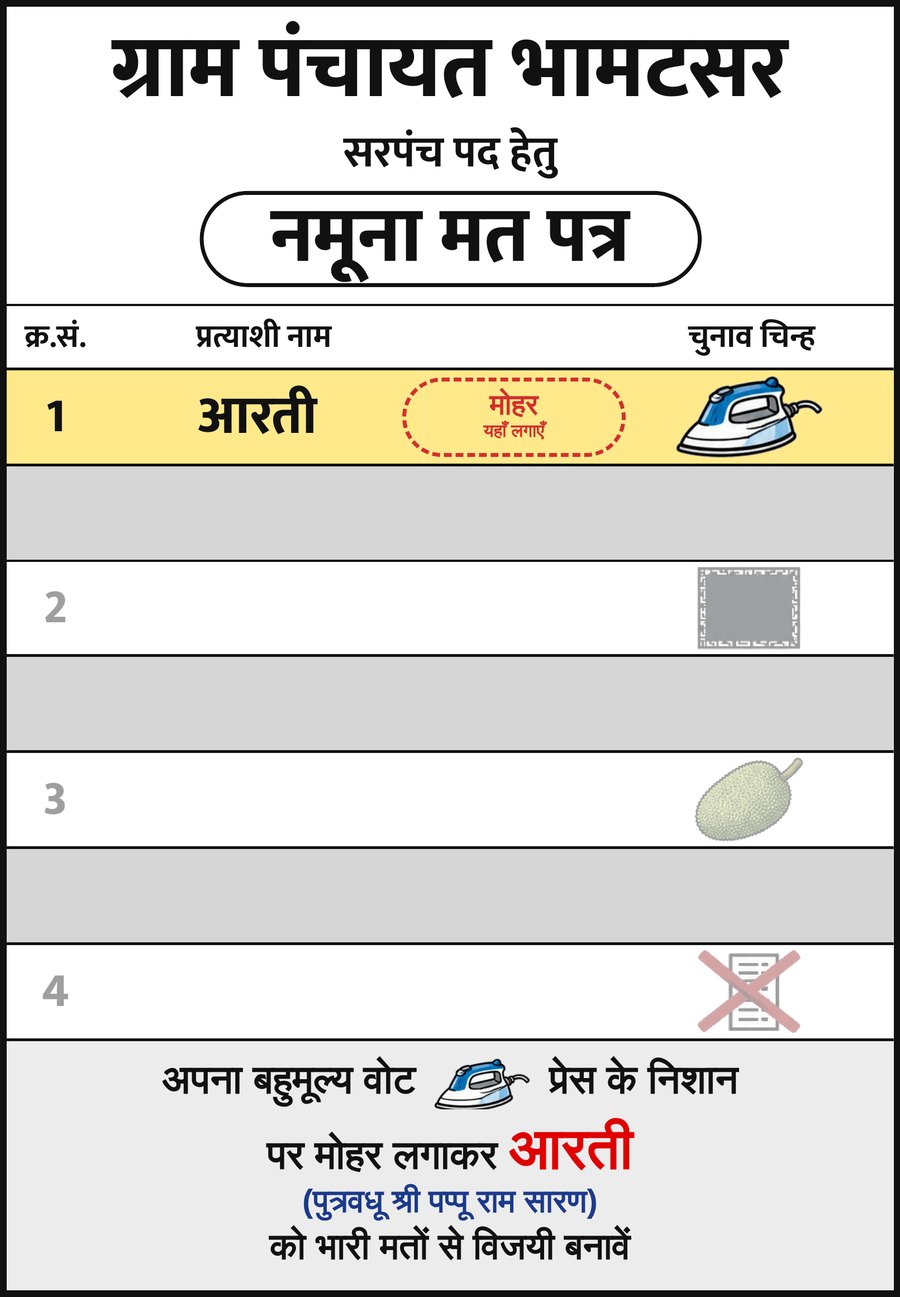 ग्राम पंचायत भामटसर
सरपंच पद हेतु
नमूना मत पत्र
क्र.सं. प्रत्याशी नाम चुनाव चिन्ह
1 आरती मोहर
यहाँ लगाएँ
2
3
4
अपना बहुमूल्य वोट प्रेस के निशान
पर मोहर लगाकर आरती
(पुत्रवधू श्री पप्पू राम सारण)
को भारी मतों से विजयी बनावें